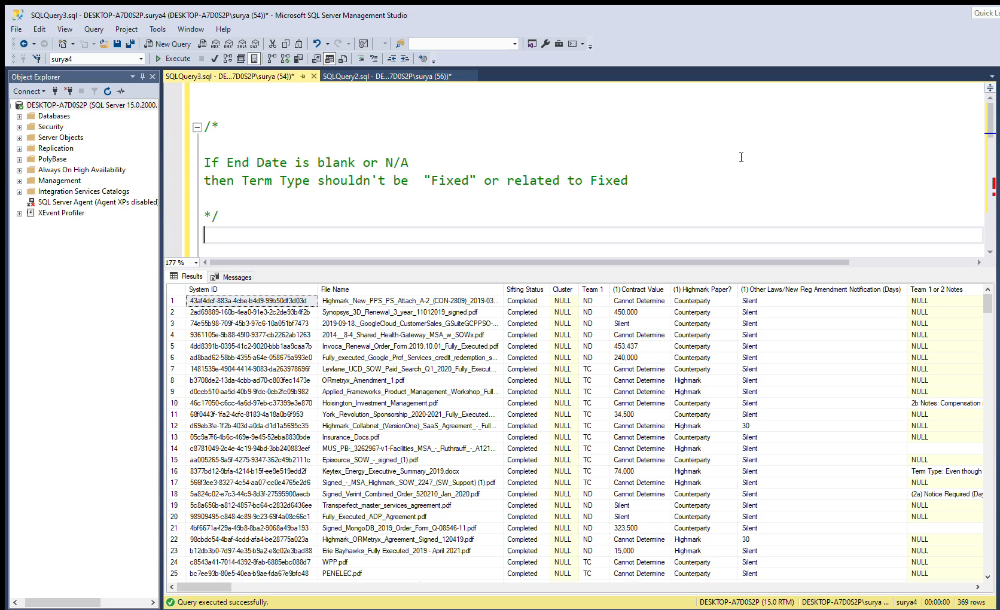 SQLQuery3.sql - DESKTOP-A7D0S2P.surya4 (DESKTOP-A7D0S2P\surya (54))* - Microsoft SQL Server Management Studio
Quick La
File Edit View Query Project Tools Window Help
New Query MDX DMX XMLA DAX
surya4 Execute
Object Explorer
SQLQuery3.sql - DE...7D0S2P\surya (54))* SQLQuery2.sql - DE...7D0S2P\surya (56))*
Connect
DESKTOP-A7D0S2P (SQL Server 15.0.2000.
Databases
Security
Server Objects
Replication
PolyBase
Always On High Availability
Management
Integration Services Catalogs
SQL Server Agent (Agent XPs disabled)
XEvent Profiler
/*
If End Date is blank or N/A
then Term Type shouldn't be "Fixed" or related to Fixed
*/
177 %
Results Messages
System ID File Name Sifting Status Cluster Team 1 (1) Contract Value (1) Highmark Paper? (1) Other Laws/New Reg Amendment Notification (Days) Team 1 or 2 Notes
1 43af4dcf-883a-4cbe-b4d9-99b50df3d03d Highmark_New_PPS_PS_Attach_A-2_(CON-2809)_2019-03... Completed NULL ND Cannot Determine Counterparty Silent NULL
2 2ad69889-160b-4ea0-91e3-2c2de93b4f2b Synopsys_3D_Renewal_3_year_11012019_signed.pdf Completed NULL ND 450,000 Counterparty Silent NULL
3 74e55b98-709f-45b3-97c6-10a051bf7473 2019-09-18._GoogleCloud_CustomerSales_GSuiteGCPPSO-... Completed NULL ND Silent Counterparty Silent NULL
4 9361105e-9b88-45f0-9377-cb2262ab1263 2014__8-4_Shared_Health-Gateway_MSA_w_SOWs.pdf Completed NULL ND Cannot Determine Counterparty Silent NULL
5 4dd8391b-0395-41c2-9020-bbb1aa9caa7b Invoca_Renewal_Order_Form.2019.10.01_Fully_Executed.pdf Completed NULL ND 453,437 Counterparty Silent NULL
6 ad8bad62-58bb-4355-a64e-058675a993e0 Fully_executed_Google_Prof_Services_credit_redemption_s... Completed NULL ND 240,000 Counterparty Silent NULL
7 1481539e-4904-4414-9083-da263978696f Levlane_UCD_SOW_Paid_Search_Q1_2020_Fully_Execut... Completed NULL TC Cannot Determine Counterparty Silent NULL
8 b3708de2-13da-4cbb-ad70-c803fec1473e ORmetryx_Amendment_1.pdf Completed NULL TC Cannot Determine Highmark Silent NULL
9 d0ccb510-aa5d-40b9-9fdc-0cb2fc09b982 Applied_Frameworks_Product_Management_Workshop_Full... Completed NULL TC Cannot Determine Highmark Silent NULL
10 46c17050-c6cc-4a6d-97eb-c37399e3e870 Hoisington_Investment_Management.pdf Completed NULL TC Cannot Determine Counterparty Silent 2b Notes: Compensation
11 68f0443f-1fa2-4cfc-8183-4a18a0b6f953 York_Revolution_Sponsorship_2020-2021_Fully_Executed.... Completed NULL TC 34,500 Counterparty Silent NULL
12 d69eb3fe-1f2b-403d-a0da-d1d1a5695c35 Highmark_Collabnet_(VersionOne)_SaaS_Agreement_-_Full... Completed NULL TC Cannot Determine Highmark 30 NULL
13 05c9a7f6-4b6c-469e-9e45-52eba8830bde Insurance_Docs.pdf Completed NULL TC Cannot Determine Counterparty Silent NULL
14 c8781049-2c4e-4c19-94bd-3bb240883eef MUS_PB-_3262967-v1-Facilities_MSA_-_Ruthrauff_-_A121... Completed NULL TC Cannot Determine Highmark Silent
15 aa005265-9a5f-4275-9347-362c49b2111c Episource_SOW_-_signed_(1).pdf Completed NULL TC Cannot Determine Counterparty Silent NULL
16 8377bd12-9bfa-4214-b15f-ee9e519edd2f Keytex_Energy_Executive_Summary_2019.docx Completed NULL TC 74,000 Counterparty Silent Term Type: Even though
17 566f3ee3-8327-4c54-aa07-cc0e4765e2d6 Signed_-_MSA_Highmark_SOW_2247_(SW_Support) (1).pdf Completed NULL TC Cannot Determine Highmark Silent NULL
18 5a824c02-e7c3-44c9-8d3f-27595900aecb Signed_Verint_Combined_Order_520210_Jan_2020.pdf Completed NULL ND Cannot Determine Counterparty Silent (2a) Notice Required (Day
19 5c8a656b-a812-4857-bc64-c2832d6436ee Transperfect_master_services_agreement.pdf Completed NULL ND Silent Counterparty Silent NULL
20 98909495-c848-4c89-9c23-69f4a08c66c1 Fully_Executed_ADP_Agreement.pdf Completed NULL ND Silent Counterparty Silent NULL
21 4bf6671a-f29a-49b8-8ba2-9068a49ba193 Signed_MongoDB_2019_Order_Form_Q-08546-11.pdf Completed NULL ND 323,500 Counterparty Silent
22 98cbdc54-4baf-4cdd-afa4-be28775a023a Highmark_ORMetryx_Agreement_Signed_120419.pdf Completed NULL ND Cannot Determine Highmark 30 NULL
23 b12db3b0-7d97-4e35-b9a2-e8c02e3bad88 Erie Bayhawks_Fully Executed_2019 - April 2021.pdf Completed NULL ND 15,000 Highmark Silent NULL
24 c8543a41-7014-4392-8fab-6885ebc088d7 WPP.pdf Completed NULL TC Cannot Determine Counterparty Silent NULL
25 bc7ee93b-80e5-40ea-b9ae-fda67e9bfc48 PENELEC.pdf Completed NULL TC Cannot Determine Counterparty Silent NULL
Query executed successfully. DESKTOP-A7D0S2P (15.0 RTM) DESKTOP-A7D0S2P\surya ... surya4 00:00:00 369 rows